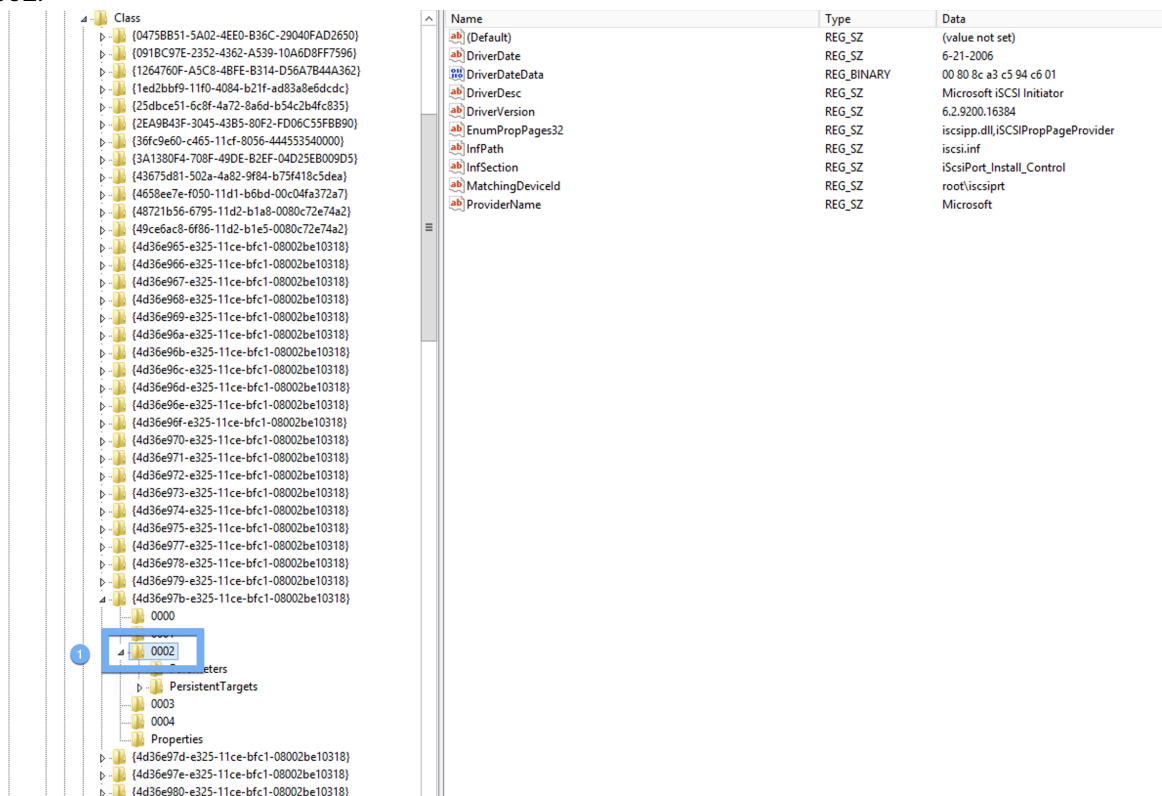 Class
{0475BB51-5A02-4EE0-B36C-29040FAD2650}
{091BC97E-2352-4362-A539-10A6D8FF7596}
{1264760F-A5C8-4BFE-B314-D56A7B44A362}
{1ed2bbf9-11f0-4084-b21f-ad83a8e6dcdc}
{25dbce51-6c8f-4a72-8a6d-b54c2b4fc835}
{2EA9B43F-3045-43B5-80F2-FD06C55FBB90}
{36fc9e60-c465-11cf-8056-444553540000}
{3A1380F4-708F-49DE-B2EF-04D25EB009D5}
{43675d81-502a-4a82-9f84-b75f418c5dea}
{4658ee7e-f050-11d1-b6bd-00c04fa372a7}
{48721b56-6795-11d2-b1a8-0080c72e74a2}
{49ce6ac8-6f86-11d2-b1e5-0080c72e74a2}
{4d36e965-e325-11ce-bfc1-08002be10318}
{4d36e966-e325-11ce-bfc1-08002be10318}
{4d36e967-e325-11ce-bfc1-08002be10318}
{4d36e968-e325-11ce-bfc1-08002be10318}
{4d36e969-e325-11ce-bfc1-08002be10318}
{4d36e96a-e325-11ce-bfc1-08002be10318}
{4d36e96b-e325-11ce-bfc1-08002be10318}
{4d36e96c-e325-11ce-bfc1-08002be10318}
{4d36e96d-e325-11ce-bfc1-08002be10318}
{4d36e96e-e325-11ce-bfc1-08002be10318}
{4d36e96f-e325-11ce-bfc1-08002be10318}
{4d36e970-e325-11ce-bfc1-08002be10318}
{4d36e971-e325-11ce-bfc1-08002be10318}
{4d36e972-e325-11ce-bfc1-08002be10318}
{4d36e973-e325-11ce-bfc1-08002be10318}
{4d36e974-e325-11ce-bfc1-08002be10318}
{4d36e975-e325-11ce-bfc1-08002be10318}
{4d36e977-e325-11ce-bfc1-08002be10318}
{4d36e978-e325-11ce-bfc1-08002be10318}
{4d36e979-e325-11ce-bfc1-08002be10318}
{4d36e97b-e325-11ce-bfc1-08002be10318}
0000
1 0002
PersistentTargets
0003
0004
Properties
{4d36e97d-e325-11ce-bfc1-08002be10318}
{4d36e97e-e325-11ce-bfc1-08002be10318}
{4d36e980-e325-11ce-bfc1-08002be10318}
Name Type Data
(Default) REG_SZ (value not set)
DriverDate REG_SZ 6-21-2006
DriverDateData REG_BINARY 00 80 8c a3 c5 94 c6 01
DriverDesc REG_SZ Microsoft iSCSI Initiator
DriverVersion REG_SZ 6.2.9200.16384
EnumPropPages32 REG_SZ iscsipp.dll,iSCSIPropPageProvider
InfPath REG_SZ iscsi.inf
InfSection REG_SZ iScsiPort_Install_Control
MatchingDeviceId REG_SZ root\iscsiprt
ProviderName REG_SZ Microsoft